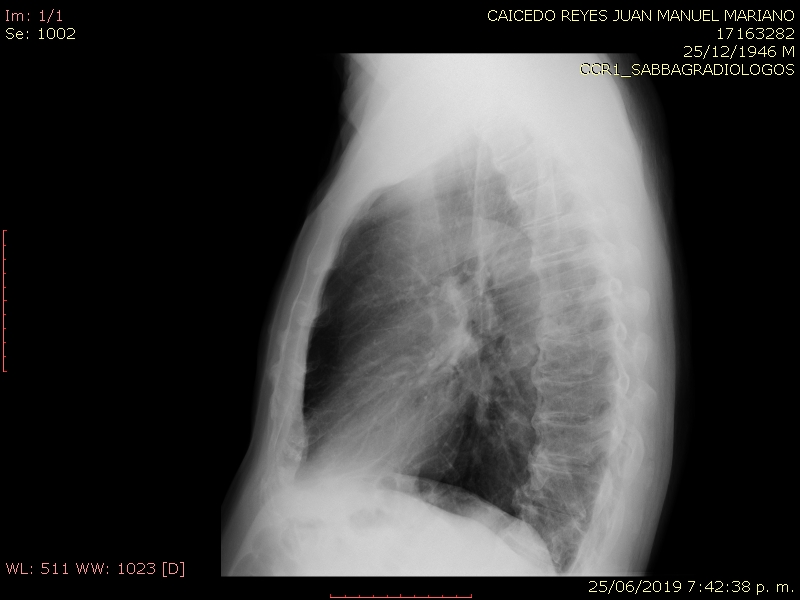 Im: 1/1
Se: 1002
CAICEDO REYES JUAN MANUEL MARIANO
17163282
25/12/1946 M
CCR1_SABBAGRADIOLOGOS
WL: 511 WW: 1023 [D]
25/06/2019 7:42:38 p. m.